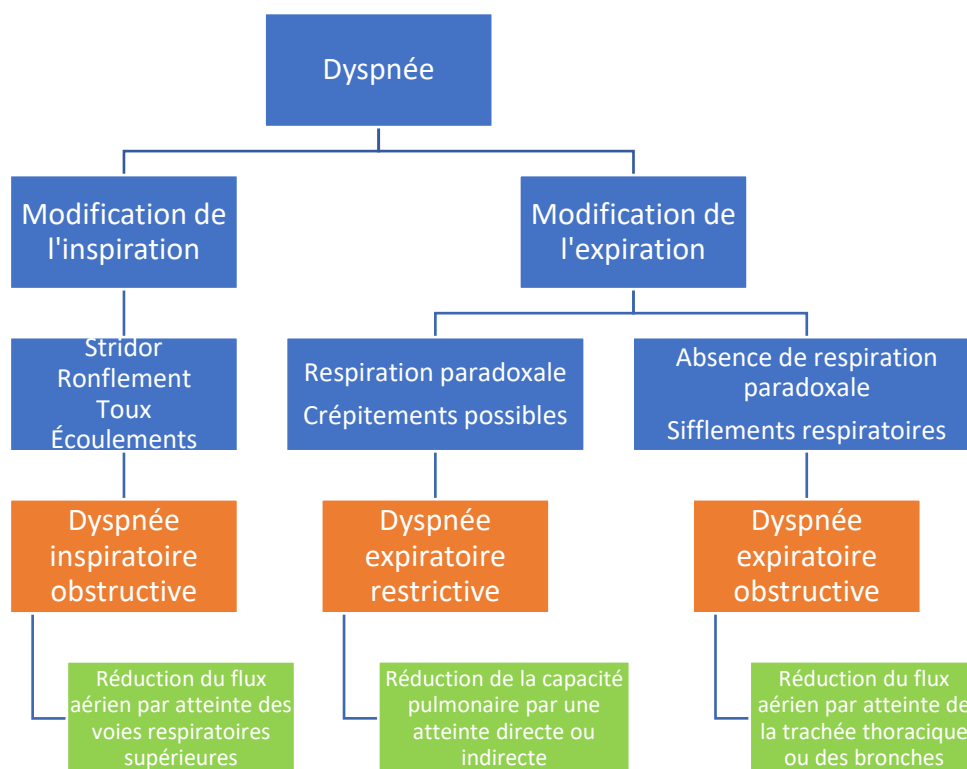 Dyspnée
Modification de
l'inspiration
Modification de
l'expiration
Stridor
Ronflement
Toux
Écoulements
Respiration paradoxale
Crépitements possibles
Absence de respiration
paradoxale
Sifflements respiratoires
Dyspnée
inspiratoire
obstructive
Dyspnée
expiratoire
restrictive
Dyspnée
expiratoire
obstructive
Réduction du flux
aérien par atteinte des
voies respiratoires
supérieures
Réduction de la capacité
pulmonaire par une
atteinte directe ou
indirecte
Réduction du flux
aérien par atteinte de
la trachée thoracique
ou des bronches